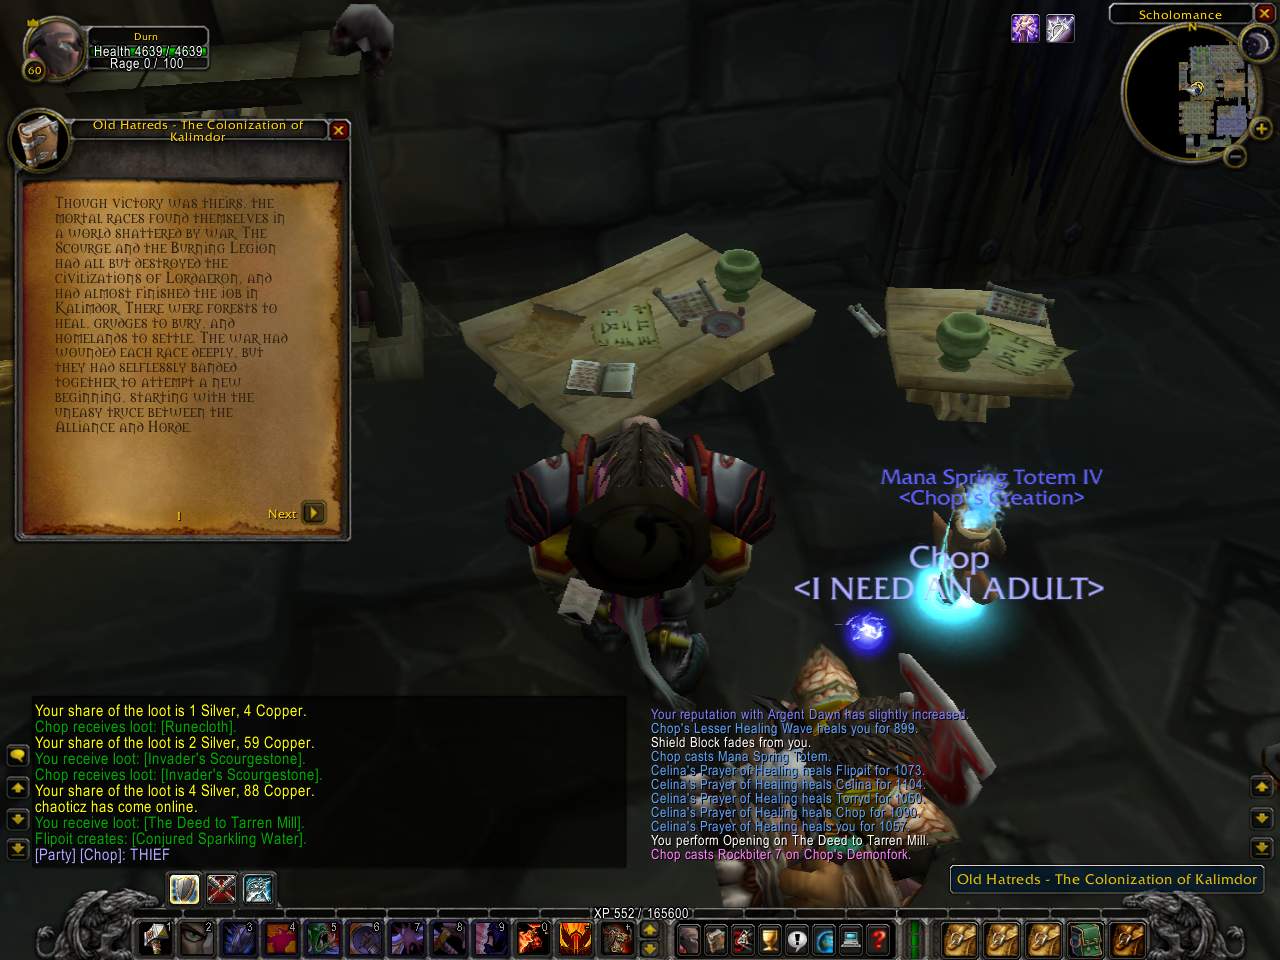 Durn
Health 4639 / 4639
Rage 0 / 100
60
Scholomance
N
Old Hatreds - The Colonization of
Kalimdor
Though victory was theirs, the
mortal races found themselves in
a world shattered by war. The
Scourge and the Burning Legion
had all but destroyed the
civilizations of Lordaeron, and
had almost finished the job in
Kalimdor. There were forests to
heal, grudges to bury, and
homelands to settle. The war had
wounded each race deeply, but
they had selflessly banded
together to attempt a new
beginning, starting with the
uneasy truce between the
Alliance and Horde.
1
Next
Mana Spring Totem IV
<Chop's Creation>
Chop
<I NEED AN ADULT>
Your share of the loot is 1 Silver, 4 Copper.
Chop receives loot: [Runecloth].
Your share of the loot is 2 Silver, 59 Copper.
You receive loot: [Invader's Scourgestone].
Chop receives loot: [Invader's Scourgestone].
Your share of the loot is 4 Silver, 88 Copper.
chaoticz has come online.
You receive loot: [The Deed to Tarren Mill].
Flipoit creates: [Conjured Sparkling Water].
[Party] [Chop]: THIEF
Your reputation with Argent Dawn has slightly increased.
Chop's Lesser Healing Wave heals you for 899.
Shield Block fades from you.
Chop casts Mana Spring Totem.
Celina's Prayer of Healing heals Flipoit for 1073.
Celina's Prayer of Healing heals Celina for 1104.
Celina's Prayer of Healing heals Torryd for 1060.
Celina's Prayer of Healing heals Chop for 1090.
Celina's Prayer of Healing heals you for 1057.
You perform Opening on The Deed to Tarren Mill.
Chop casts Rockbiter 7 on Chop's Demonfork.
Old Hatreds - The Colonization of Kalimdor
XP 552 / 165600
1 2 3 4 5 6 7 8 9 0 - +